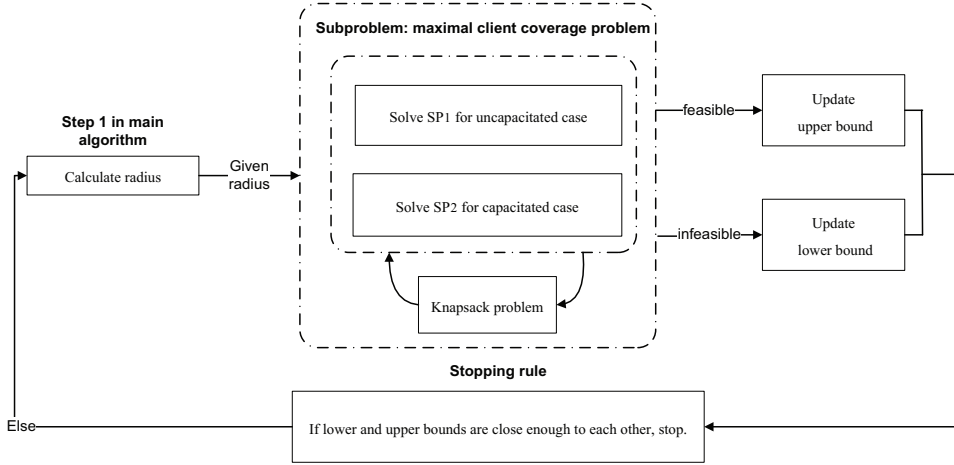 Subproblem: maximal client coverage problem
Solve SP1 for uncapacitated case
feasible
Update
upper bound
Step 1 in main
algorithm
Calculate radius
Given
radius
Solve SP2 for capacitated case
infeasible
Update
lower bound
Knapsack problem
Stopping rule
If lower and upper bounds are close enough to each other, stop.
Else